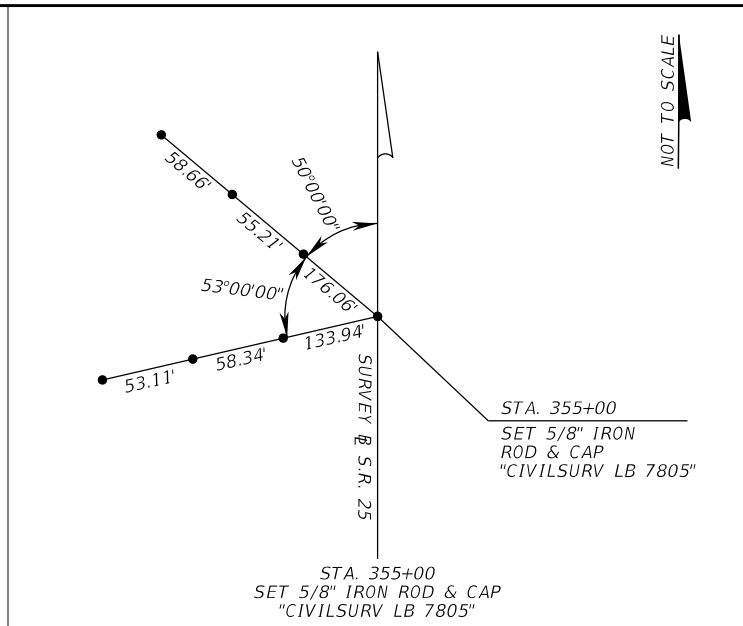 NOT TO SCALE
50°00'00"
58.66'
55.21'
176.06'
53°00'00"
133.94'
58.34'
53.11'
SURVEY ⅊ S.R. 25
STA. 355+00
SET 5/8" IRON
ROD & CAP
"CIVILSURV LB 7805"
STA. 355+00
SET 5/8" IRON ROD & CAP
"CIVILSURV LB 7805"